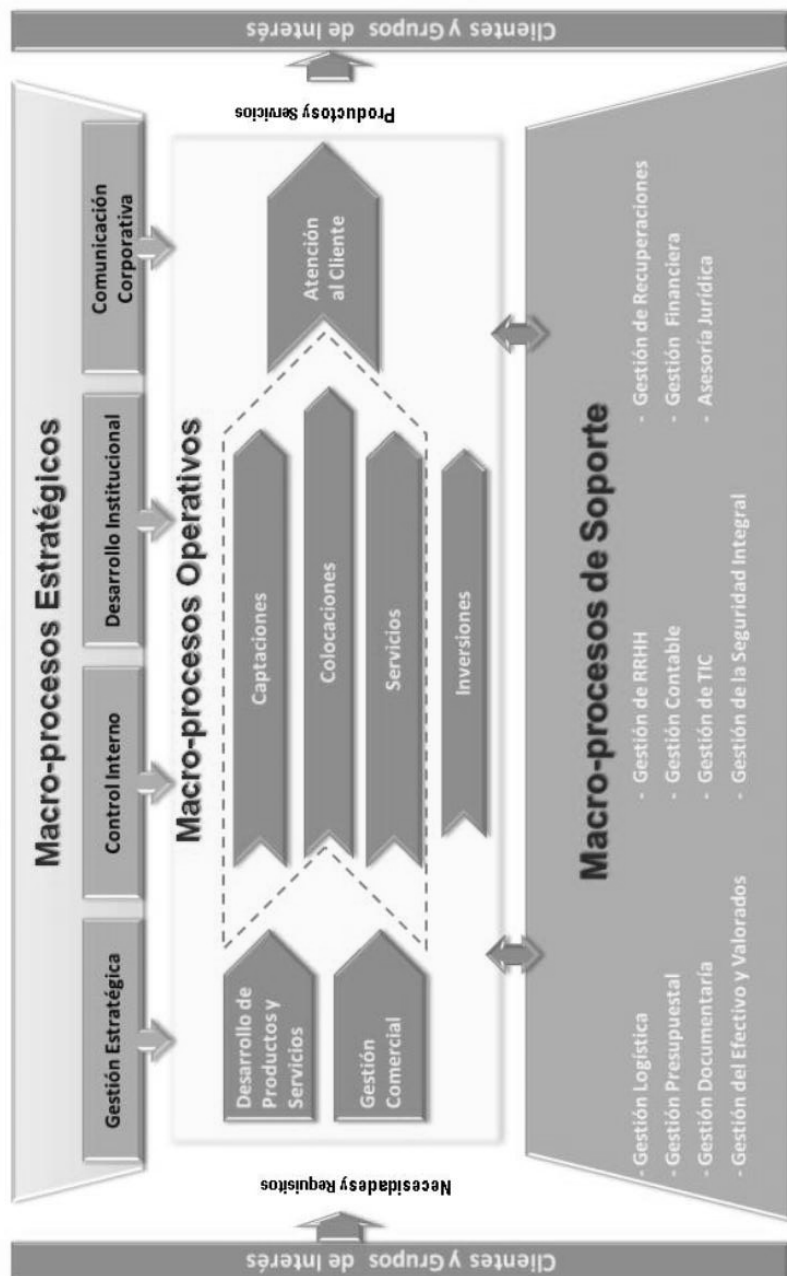 Clientes y Grupos de Interés
Necesidades y Requisitos
Macro-procesos Estratégicos
Gestión Estratégica
Control Interno
Desarrollo Institucional
Comunicación
Corporativa
Macro-procesos Operativos
Desarrollo de
Productos y
Servicios
Gestión
Comercial
Captaciones
Colocaciones
Servicios
Inversiones
Atención
al Cliente
Macro-procesos de Soporte
- Gestión Logística
- Gestión Presupuestal
- Gestión Documentaría
- Gestión del Efectivo y Valorados
- Gestión de RRHH
- Gestión Contable
- Gestión de TIC
- Gestión de la Seguridad Integral
- Gestión de Recuperaciones
- Gestión Financiera
- Asesoría Jurídica
Productos y Servicios
Clientes y Grupos de Interés